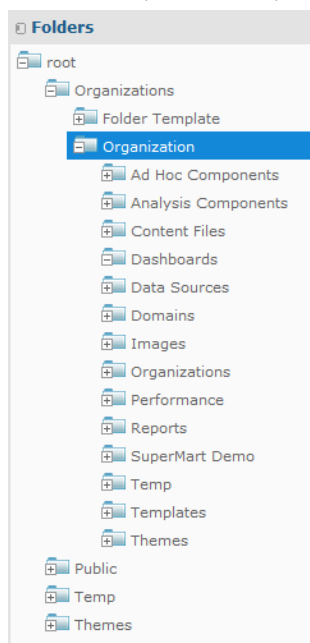 Folders
root
Organizations
Folder Template
Organization
Ad Hoc Components
Analysis Components
Content Files
Dashboards
Data Sources
Domains
Images
Organizations
Performance
Reports
SuperMart Demo
Temp
Templates
Themes
Public
Temp
Themes